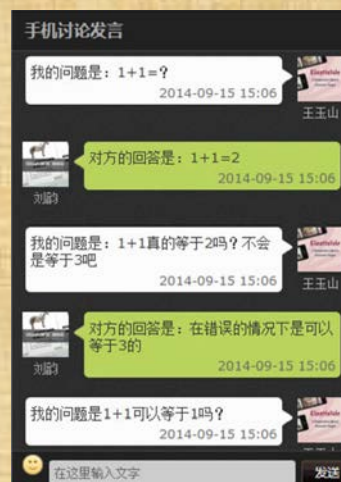 手机讨论发言
我的问题是：1+1=？
2014-09-15 15:06
王玉山
对方的回答是：1+1=2
2014-09-15 15:06
刘韵
我的问题是：1+1真的等于2吗？不会
是等于3吧
2014-09-15 15:06
王玉山
对方的回答是：在错误的情况下是可以
等于3的
2014-09-15 15:06
刘韵
我的问题是1+1可以等于1吗？
2014-09-15 15:06
在这里输入文字
发送